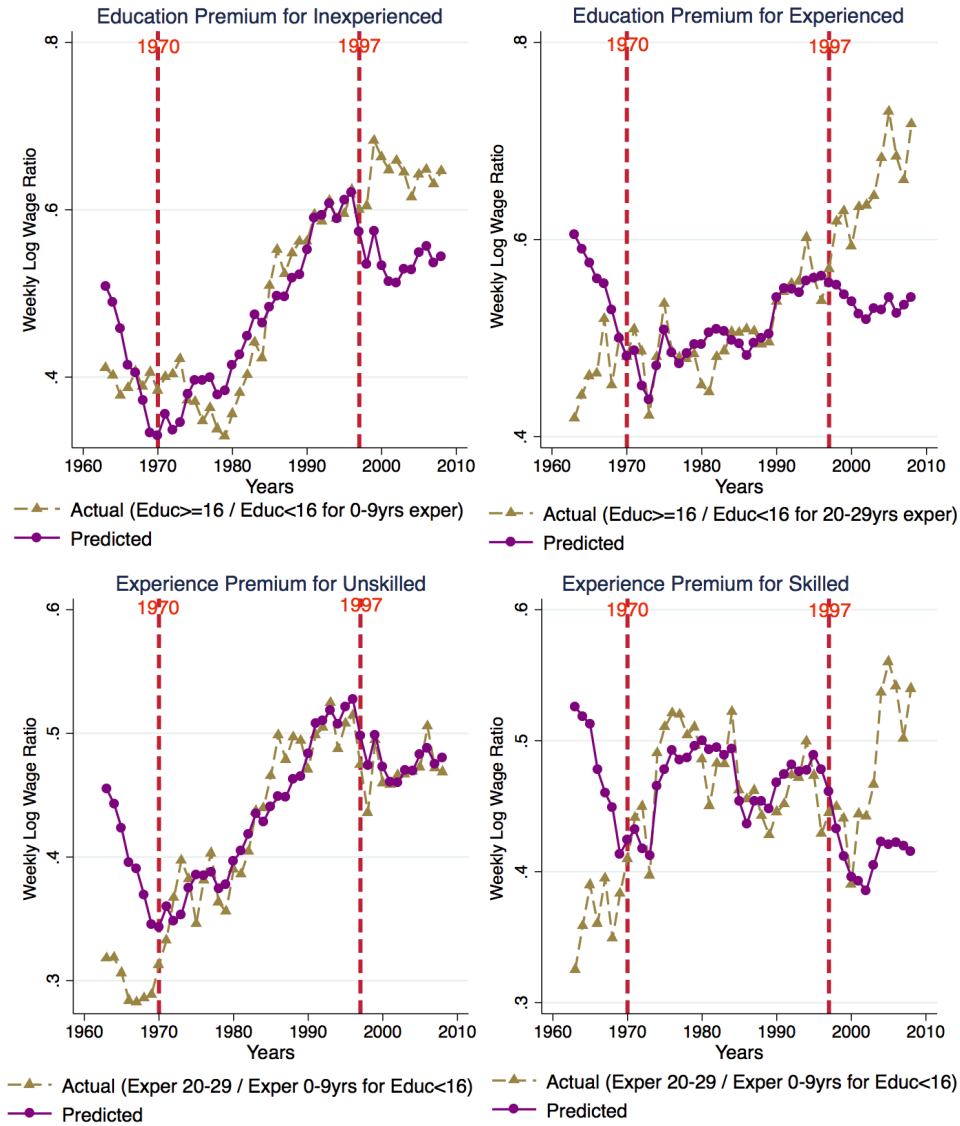 Education Premium for Inexperienced
1970
1997
.8
.6
.4
Weekly Log Wage Ratio
1960 1970 1980 1990 2000 2010
Years
Actual (Educ>=16 / Educ<16 for 0-9yrs exper)
Predicted
Education Premium for Experienced
1970
1997
.8
.6
.4
Weekly Log Wage Ratio
1960 1970 1980 1990 2000 2010
Years
Actual (Educ>=16 / Educ<16 for 20-29yrs exper)
Predicted
Experience Premium for Unskilled
1970
1997
.6
.5
.4
.3
Weekly Log Wage Ratio
1960 1970 1980 1990 2000 2010
Years
Actual (Exper 20-29 / Exper 0-9yrs for Educ<16)
Predicted
Experience Premium for Skilled
1970
1997
.6
.5
.4
.3
Weekly Log Wage Ratio
1960 1970 1980 1990 2000 2010
Years
Actual (Exper 20-29 / Exper 0-9yrs for Educ<16)
Predicted